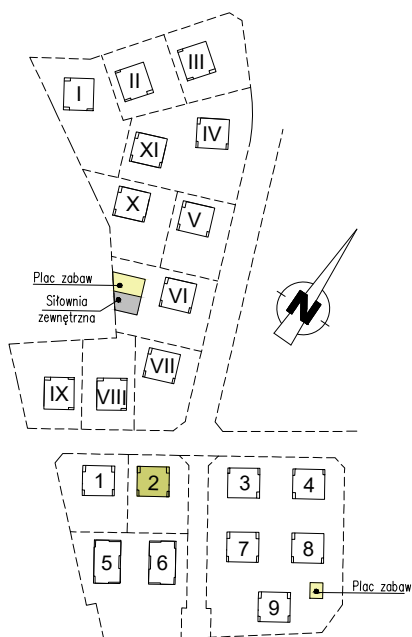 III
II
I
IV
XI
X
V
Plac zabaw
VI
Siłownia
zewnętrzna
N
VII
IX
VIII
1
2
3
4
5
6
7
8
Plac zabaw
9